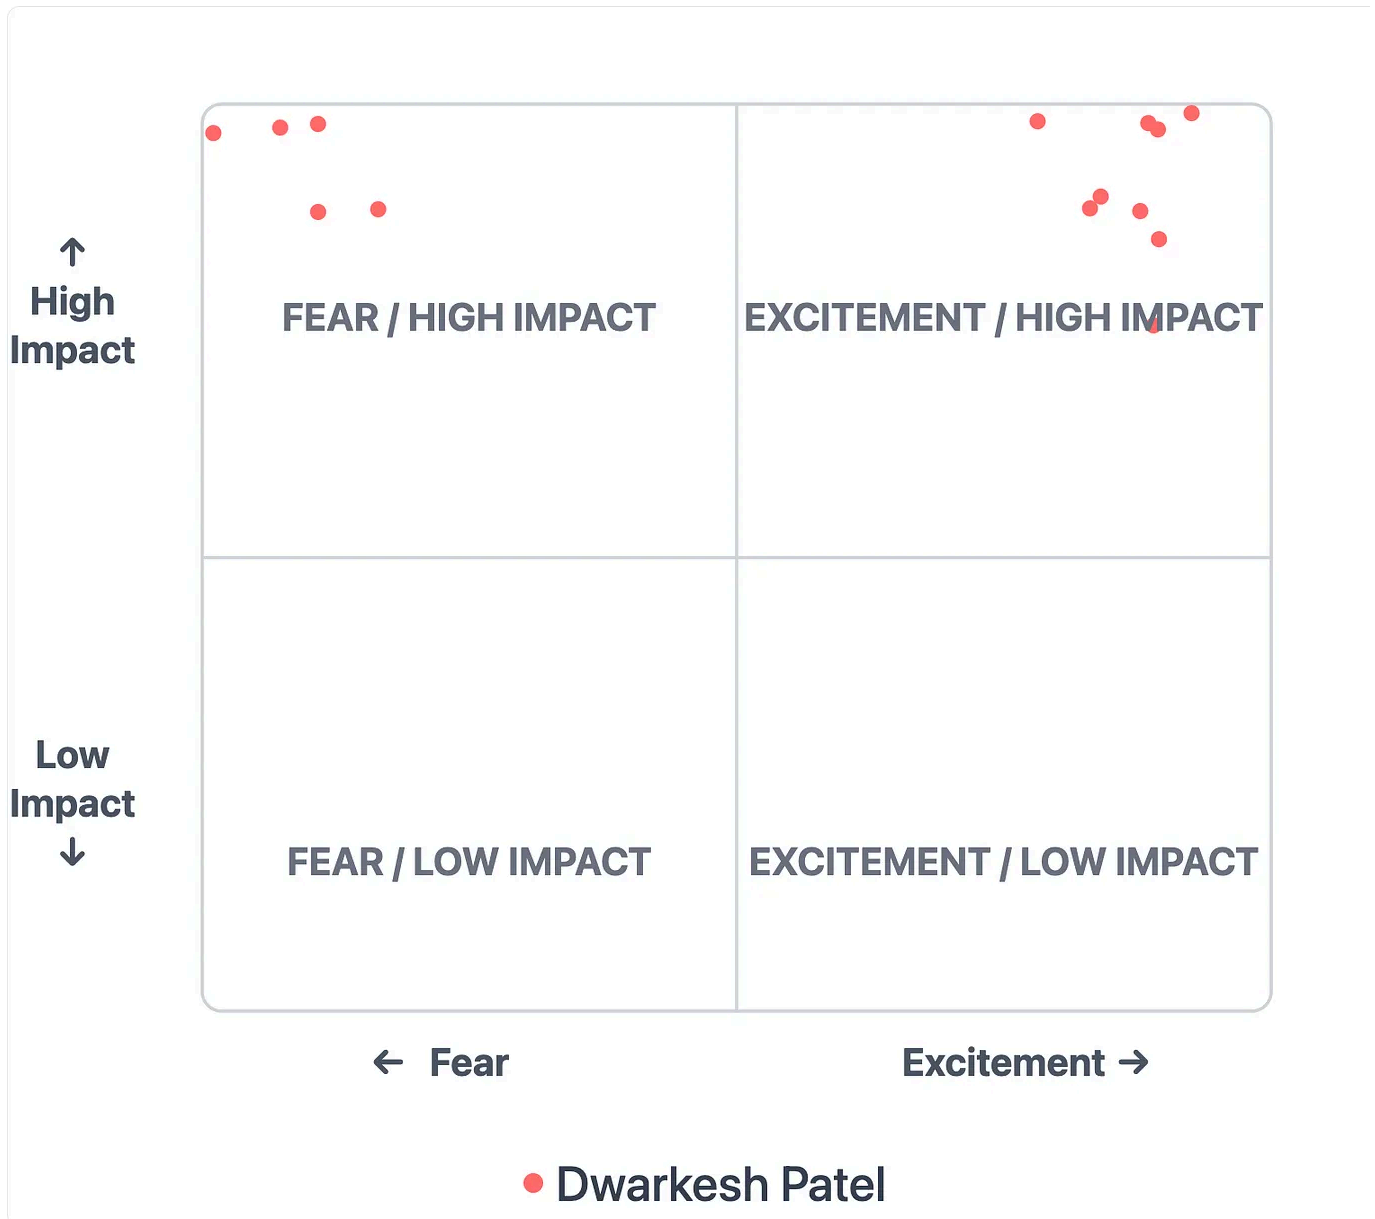 ↑
High
Impact
FEAR / HIGH IMPACT
EXCITEMENT / HIGH IMPACT
Low
Impact
↓
FEAR / LOW IMPACT
EXCITEMENT / LOW IMPACT
← Fear
Excitement →
Dwarkesh Patel